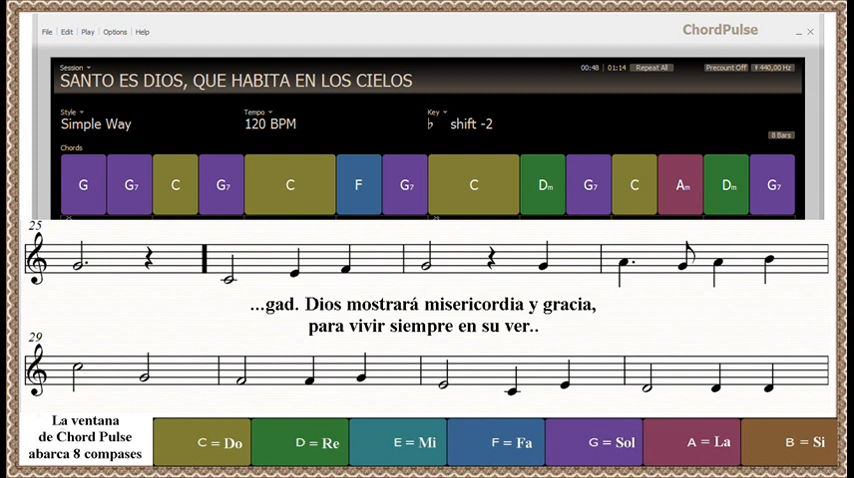 File Edit Play Options Help
ChordPulse
Session
00:48 01:14 Repeat All Precount Off 440,00 Hz
SANTO ES DIOS, QUE HABITA EN LOS CIELOS
Style Tempo Key
Simple Way 120 BPM ♭ shift -2
8 Bars
Chords
G G7 C G7 C F G7 C Dm G7 C Am Dm G7
25
...gad. Dios mostrará misericordia y gracia,
para vivir siempre en su ver..
29
La ventana
de Chord Pulse
abarca 8 compases
C = Do D = Re E = Mi F = Fa G = Sol A = La B = Si